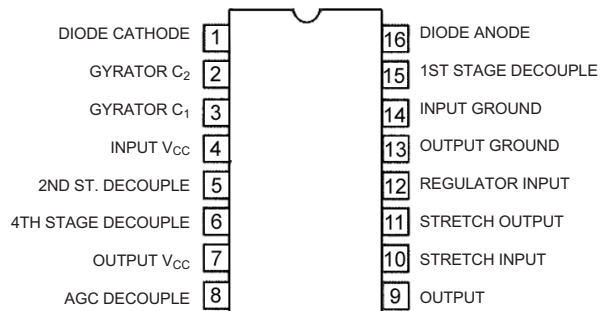 DIODE CATHODE 1 16 DIODE ANODE
GYRATOR C₂ 2 15 1ST STAGE DECOUPLE
GYRATOR C₁ 3 14 INPUT GROUND
INPUT V_CC 4 13 OUTPUT GROUND
2ND ST. DECOUPLE 5 12 REGULATOR INPUT
4TH STAGE DECOUPLE 6 11 STRETCH OUTPUT
OUTPUT V_CC 7 10 STRETCH INPUT
AGC DECOUPLE 8 9 OUTPUT